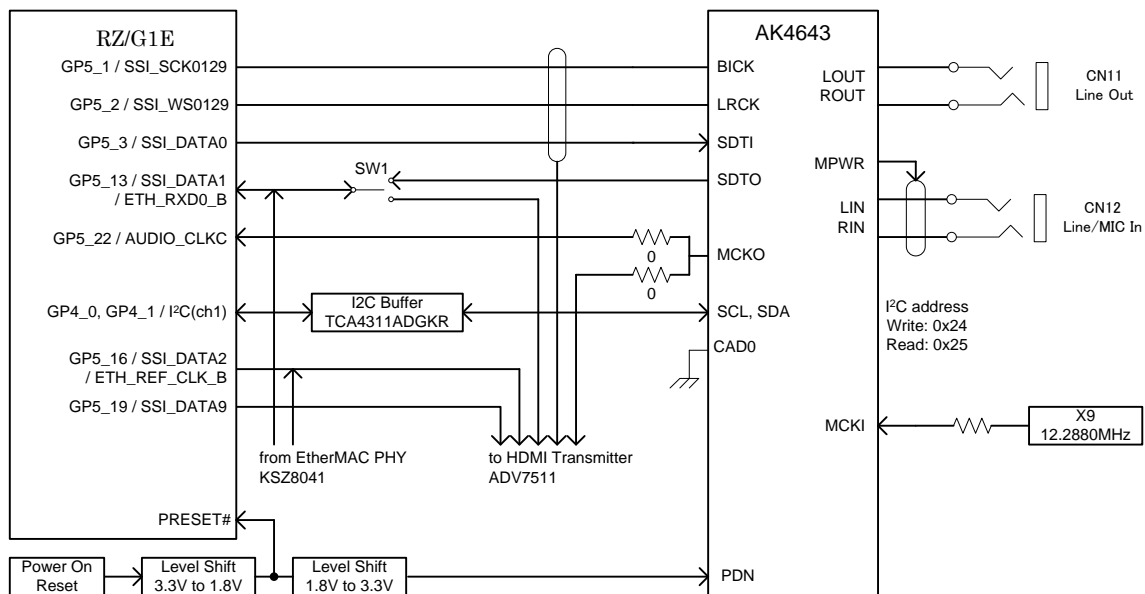 RZ/G1E
AK4643
GP5_1 / SSI_SCK0129
BICK
LOUT
ROUT
CN11
Line Out
GP5_2 / SSI_WS0129
LRCK
GP5_3 / SSI_DATA0
SDTI
GP5_13 / SSI_DATA1
/ ETH_RXD0_B
SW1
SDTO
MPWR
LIN
RIN
CN12
Line/MIC In
GP5_22 / AUDIO_CLKC
0
0
MCKO
GP4_0, GP4_1 / I²C(ch1)
I2C Buffer
TCA4311ADGKR
SCL, SDA
I²C address
Write: 0x24
Read: 0x25
CAD0
GP5_16 / SSI_DATA2
/ ETH_REF_CLK_B
GP5_19 / SSI_DATA9
MCKI
X9
12.2880MHz
from EtherMAC PHY
KSZ8041
to HDMI Transmitter
ADV7511
PRESET#
Power On
Reset
Level Shift
3.3V to 1.8V
Level Shift
1.8V to 3.3V
PDN